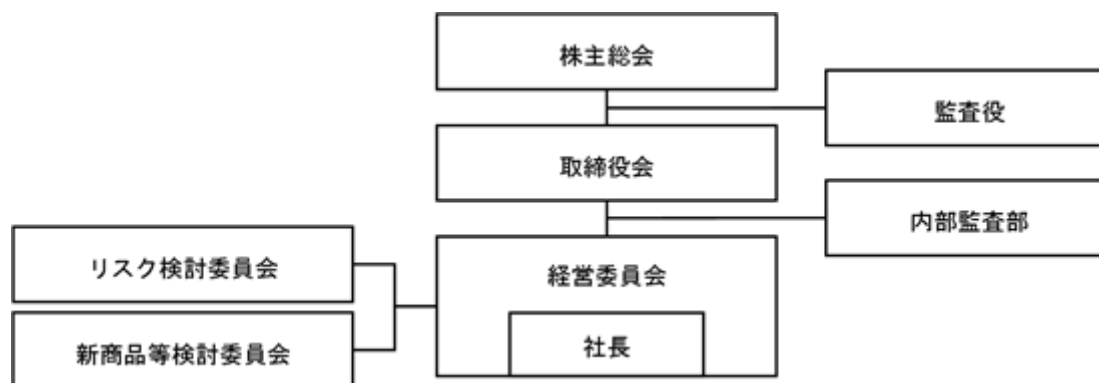 株主総会
監査役
取締役会
内部監査部
リスク検討委員会
経営委員会
新商品等検討委員会
社長